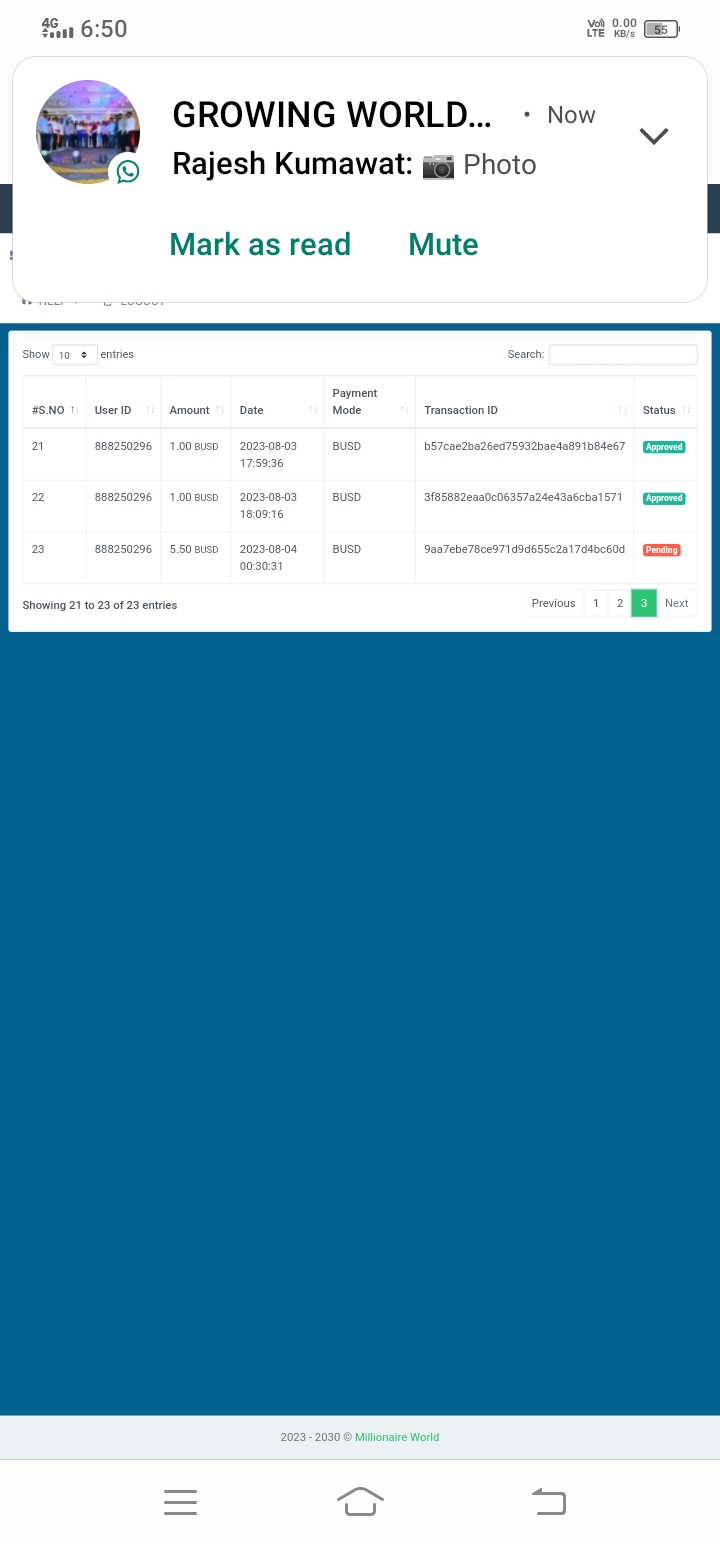 4G 6:50 Vo) LTE 0.00 KB/s 55
GROWING WORLD... • Now
Rajesh Kumawat: 📷 Photo
Mark as read Mute
Show 10 entries Search:
#S.NO User ID Amount Date Payment Mode Transaction ID Status
21 888250296 1.00 BUSD 2023-08-03 17:59:36 BUSD b57cae2ba26ed75932bae4a891b84e67 Approved
22 888250296 1.00 BUSD 2023-08-03 18:09:16 BUSD 3f85882eaa0c06357a24e43a6cba1571 Approved
23 888250296 5.50 BUSD 2023-08-04 00:30:31 BUSD 9aa7ebe78ce971d9d655c2a17d4bc60d Pending
Showing 21 to 23 of 23 entries Previous 1 2 3 Next
2023 - 2030 © Millionaire World